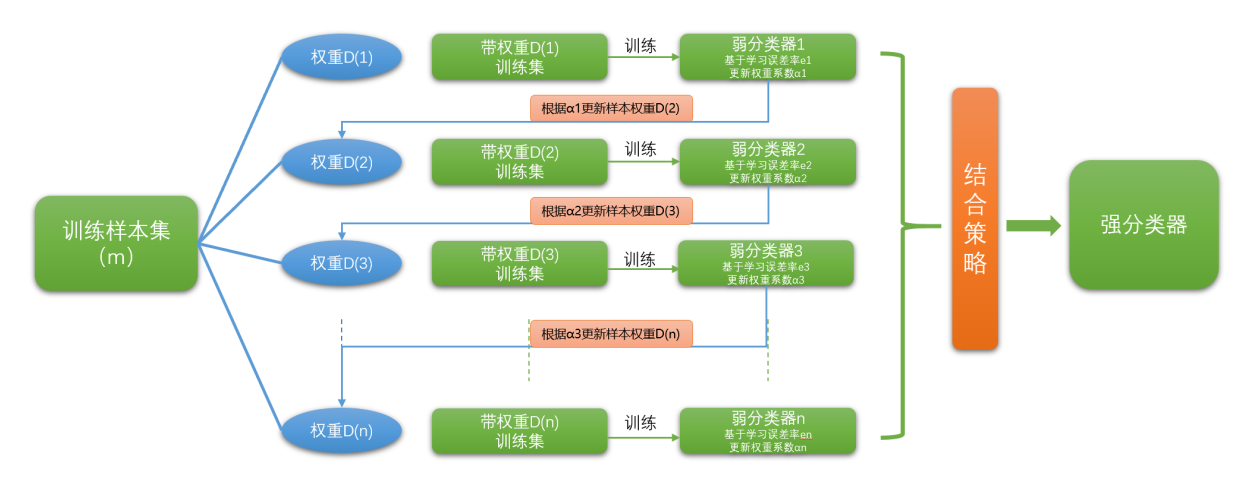 权重D(1)
带权重D(1)
训练集
训练
弱分类器1
基于学习误差率e1
更新权重系数α1
根据α1更新样本权重D(2)
权重D(2)
带权重D(2)
训练集
训练
弱分类器2
基于学习误差率e2
更新权重系数α2
根据α2更新样本权重D(3)
训练样本集
（m）
权重D(3)
带权重D(3)
训练集
训练
弱分类器3
基于学习误差率e3
更新权重系数α3
根据α3更新样本权重D(n)
权重D(n)
带权重D(n)
训练集
训练
弱分类器n
基于学习误差率en
更新权重系数αn
结
合
策
略
强分类器